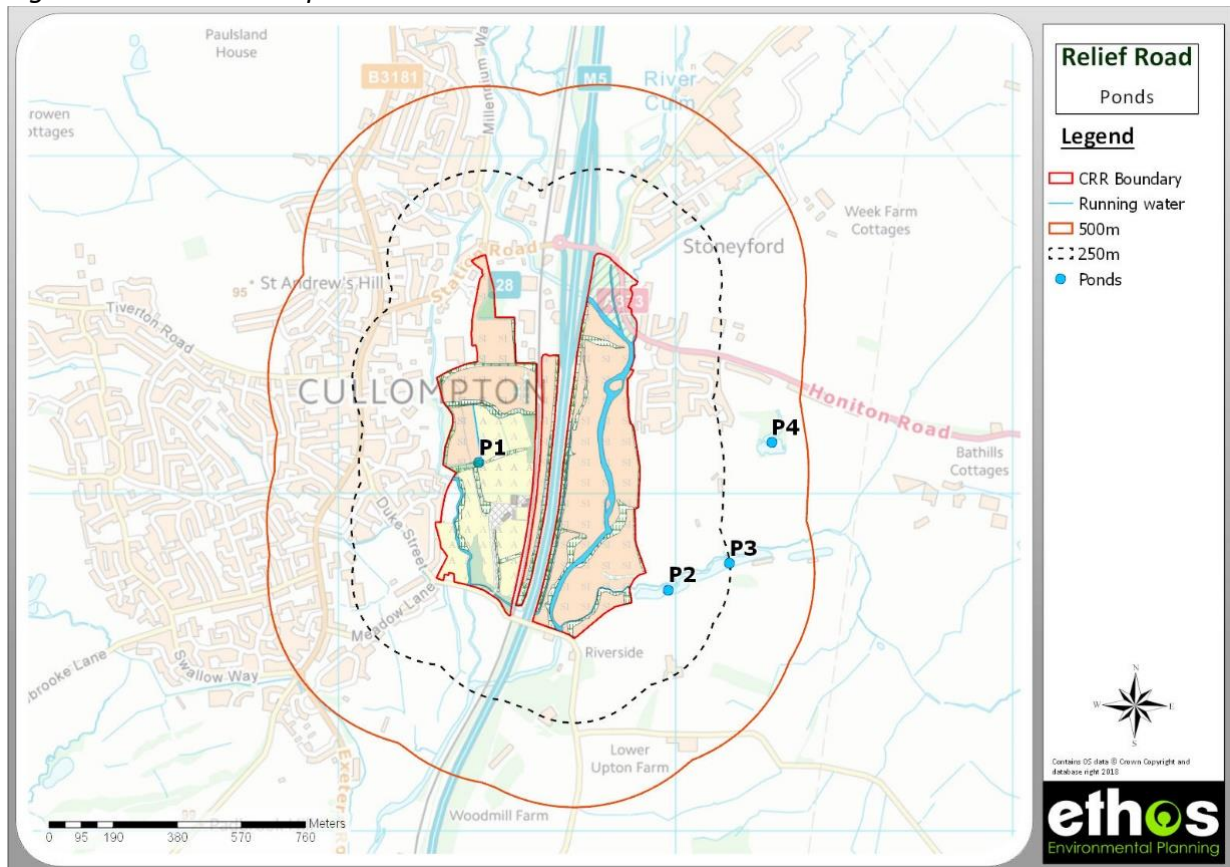 Paulsland
House
B3181
Millennium Way
M5
River
Culm
rowen
ottages
Week Farm
Cottages
Stoneyford
Station Road
St Andrew's Hill
95
28
Tiverton Road
CULLOMPTON
Honiton Road
P4
P1
Bathills
Cottages
Duke Street
P3
P2
Meadow Lane
Riverside
brooke Lane
Swallow Way
Lower
Upton Farm
Exeter
Woodmill Farm
Meters
0 95 190 380 570 760
Relief Road
Ponds
Legend
CRR Boundary
Running water
500m
250m
Ponds
N
W E
S
Contains OS data © Crown Copyright and
database right 2018
ethos
Environmental Planning